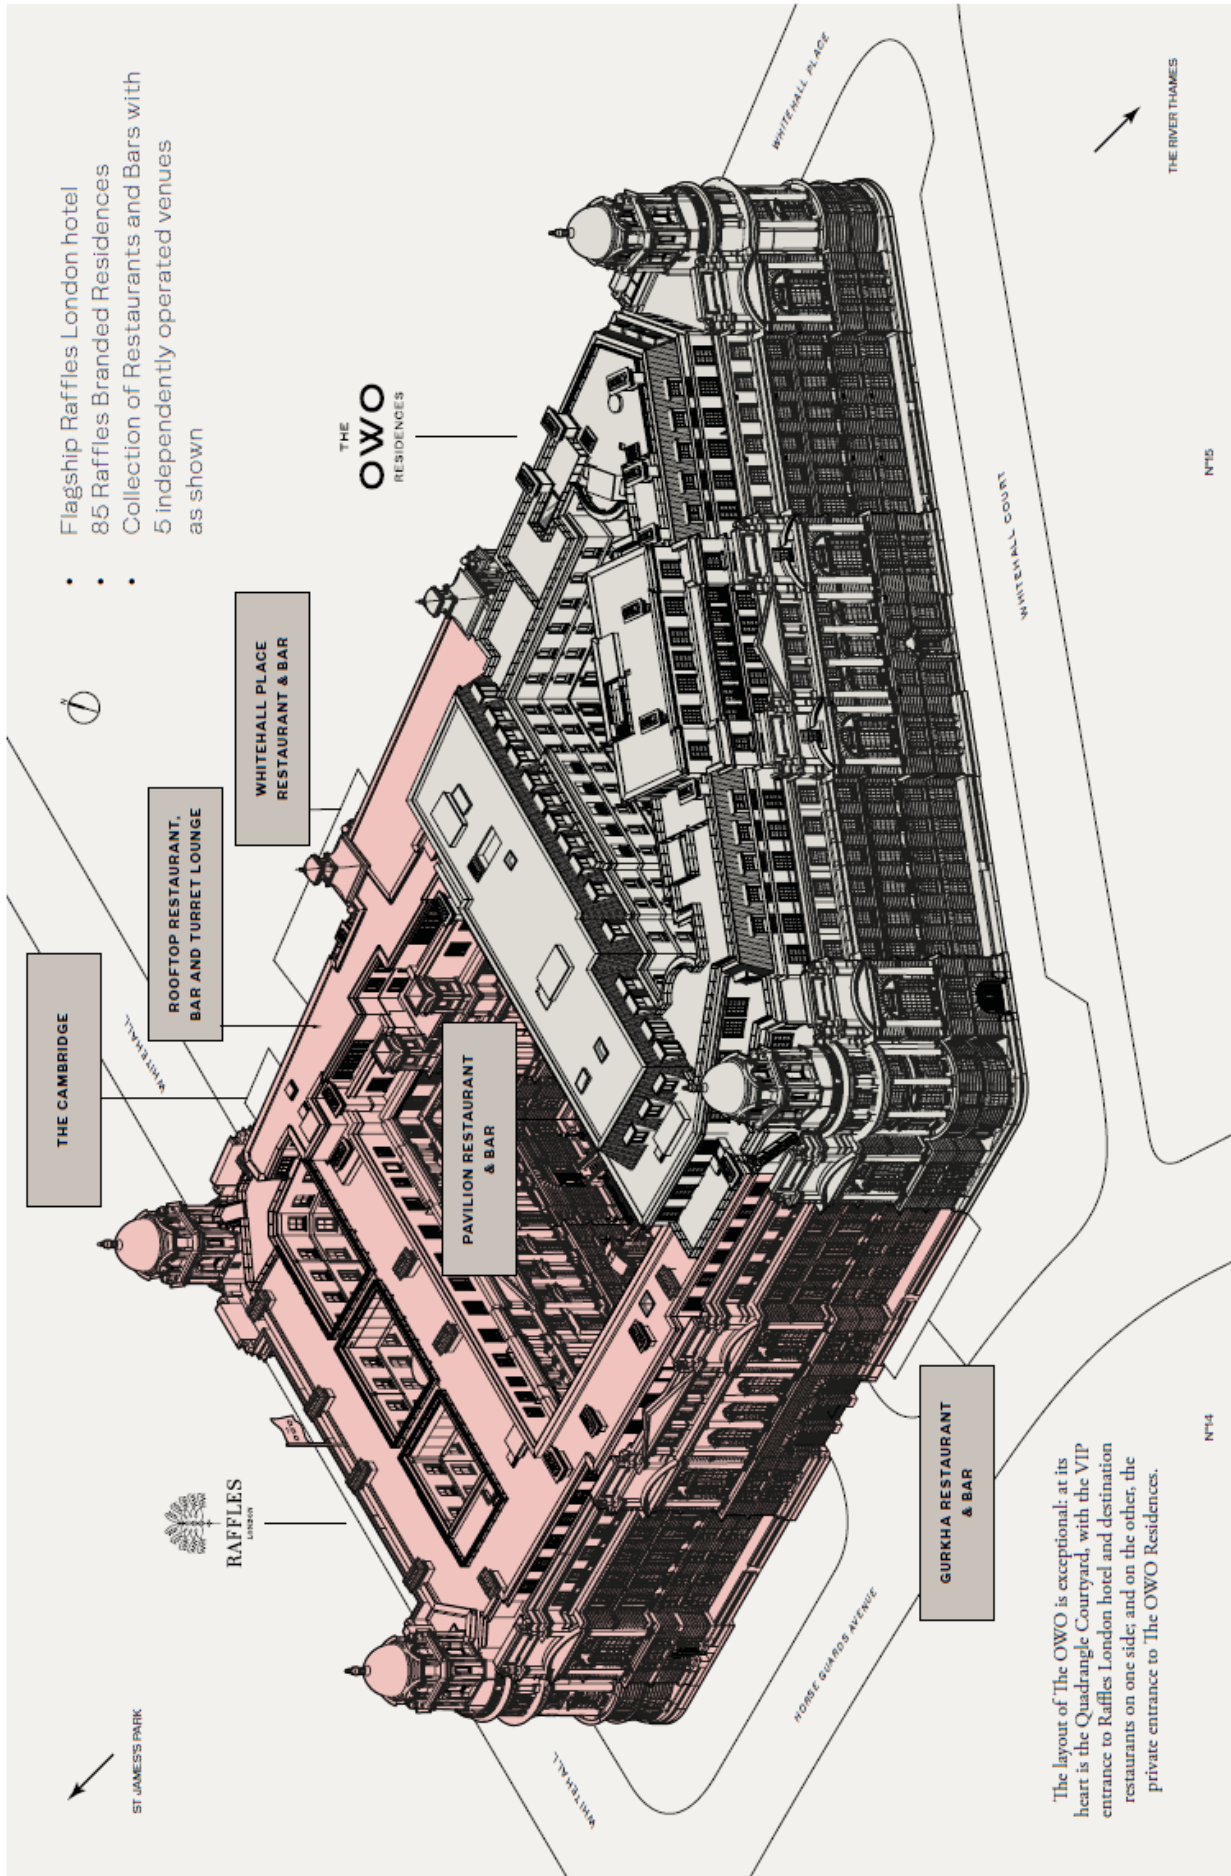 • Flagship Raffles London hotel
• 85 Raffles Branded Residences
• Collection of Restaurants and Bars with
5 independently operated venues
as shown
ST JAMES'S PARK
RAFFLES
LONDON
THE CAMBRIDGE
WHITEHALL
ROOFTOP RESTAURANT,
BAR AND TURRET LOUNGE
N
WHITEHALL PLACE
RESTAURANT & BAR
THE
OWO
RESIDENCES
OWO
PAVILION RESTAURANT
& BAR
WHITEHALL PLACE
WHITEHALL
HORSE GUARDS AVENUE
GURKHA RESTAURANT
& BAR
WHITEHALL COURT
THE RIVER THAMES
The layout of The OWO is exceptional: at its
heart is the Quadrangle Courtyard, with the VIP
entrance to Raffles London hotel and destination
restaurants on one side; and on the other, the
private entrance to The OWO Residences.
Nº14
Nº15